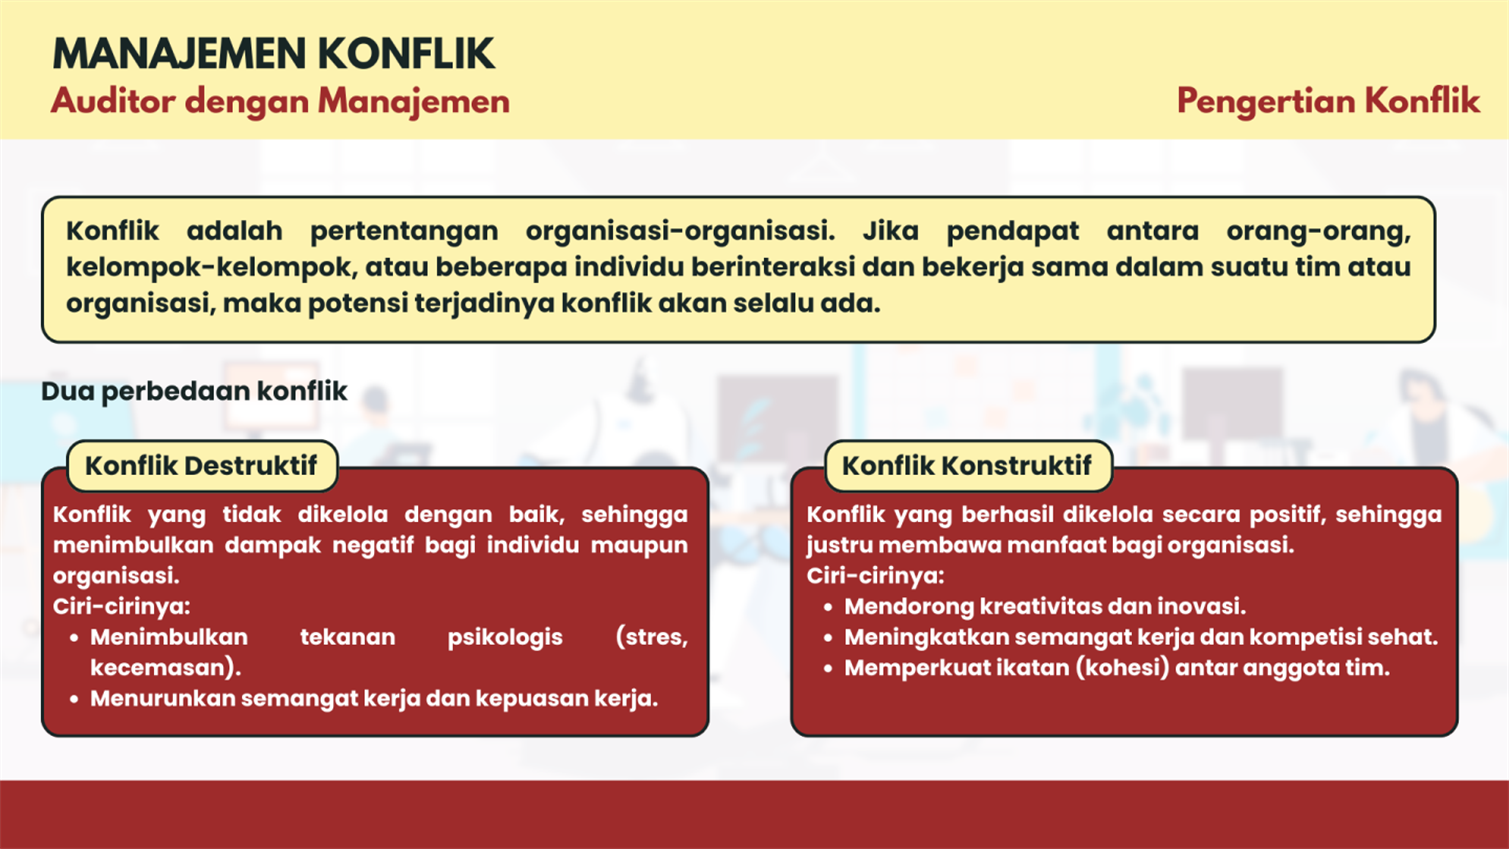 MANAJEMEN KONFLIK
Auditor dengan Manajemen
Pengertian Konflik
Konflik adalah pertentangan organisasi-organisasi. Jika pendapat antara orang-orang,
kelompok-kelompok, atau beberapa individu berinteraksi dan bekerja sama dalam suatu tim atau
organisasi, maka potensi terjadinya konflik akan selalu ada.
Dua perbedaan konflik
Konflik Destruktif
Konflik yang tidak dikelola dengan baik, sehingga
menimbulkan dampak negatif bagi individu maupun
organisasi.
Ciri-cirinya:
• Menimbulkan tekanan psikologis (stres,
kecemasan).
• Menurunkan semangat kerja dan kepuasan kerja.
Konflik Konstruktif
Konflik yang berhasil dikelola secara positif, sehingga
justru membawa manfaat bagi organisasi.
Ciri-cirinya:
• Mendorong kreativitas dan inovasi.
• Meningkatkan semangat kerja dan kompetisi sehat.
• Memperkuat ikatan (kohesi) antar anggota tim.